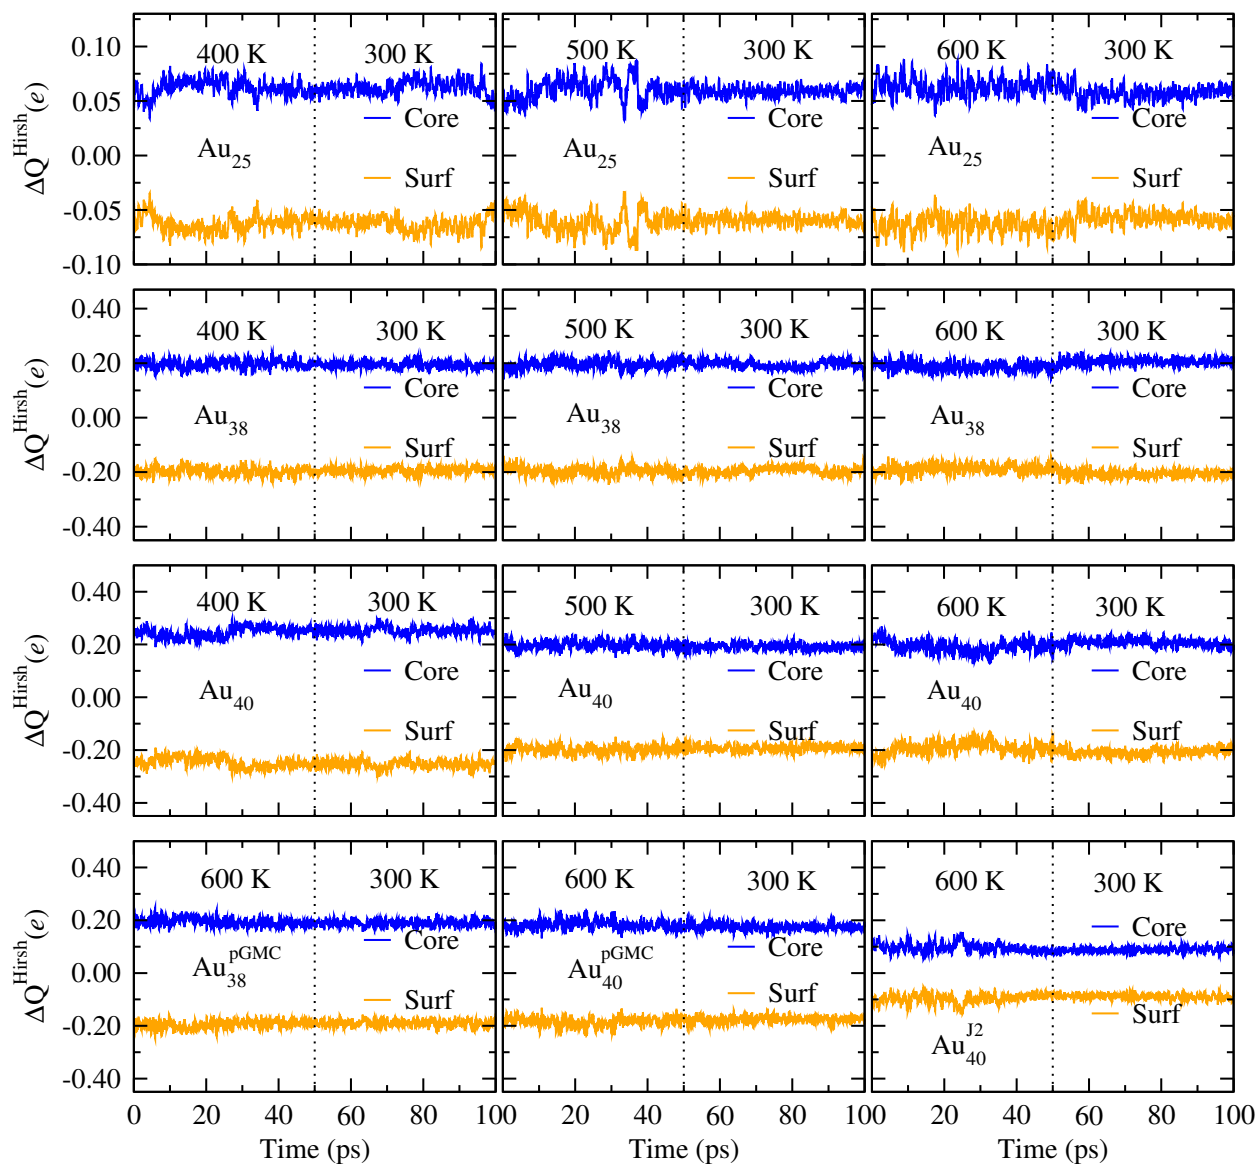 ΔQ^Hirsh(e)
0.10
0.05
0.00
-0.05
-0.10
400 K 300 K
Core
Au25
Surf
500 K 300 K
Core
Au25
Surf
600 K 300 K
Core
Au25
Surf
ΔQ^Hirsh(e)
0.40
0.20
0.00
-0.20
-0.40
400 K 300 K
Core
Au38
Surf
500 K 300 K
Core
Au38
Surf
600 K 300 K
Core
Au38
Surf
ΔQ^Hirsh(e)
0.40
0.20
0.00
-0.20
-0.40
400 K 300 K
Core
Au40
Surf
500 K 300 K
Core
Au40
Surf
600 K 300 K
Core
Au40
Surf
ΔQ^Hirsh(e)
0.40
0.20
0.00
-0.20
-0.40
600 K 300 K
Core
Au38^pGMC
Surf
600 K 300 K
Core
Au40^pGMC
Surf
600 K 300 K
Core
Surf
Au40^J2
0 20 40 60 80 100 20 40 60 80 100 20 40 60 80 100
Time (ps) Time (ps) Time (ps)